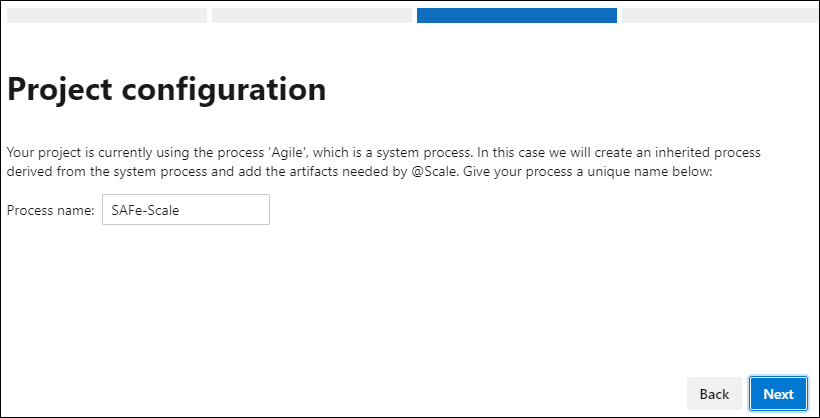 Project configuration
Your project is currently using the process 'Agile', which is a system process. In this case we will create an inherited process
derived from the system process and add the artifacts needed by @Scale. Give your process a unique name below:
Process name: SAFe-Scale
Back Next